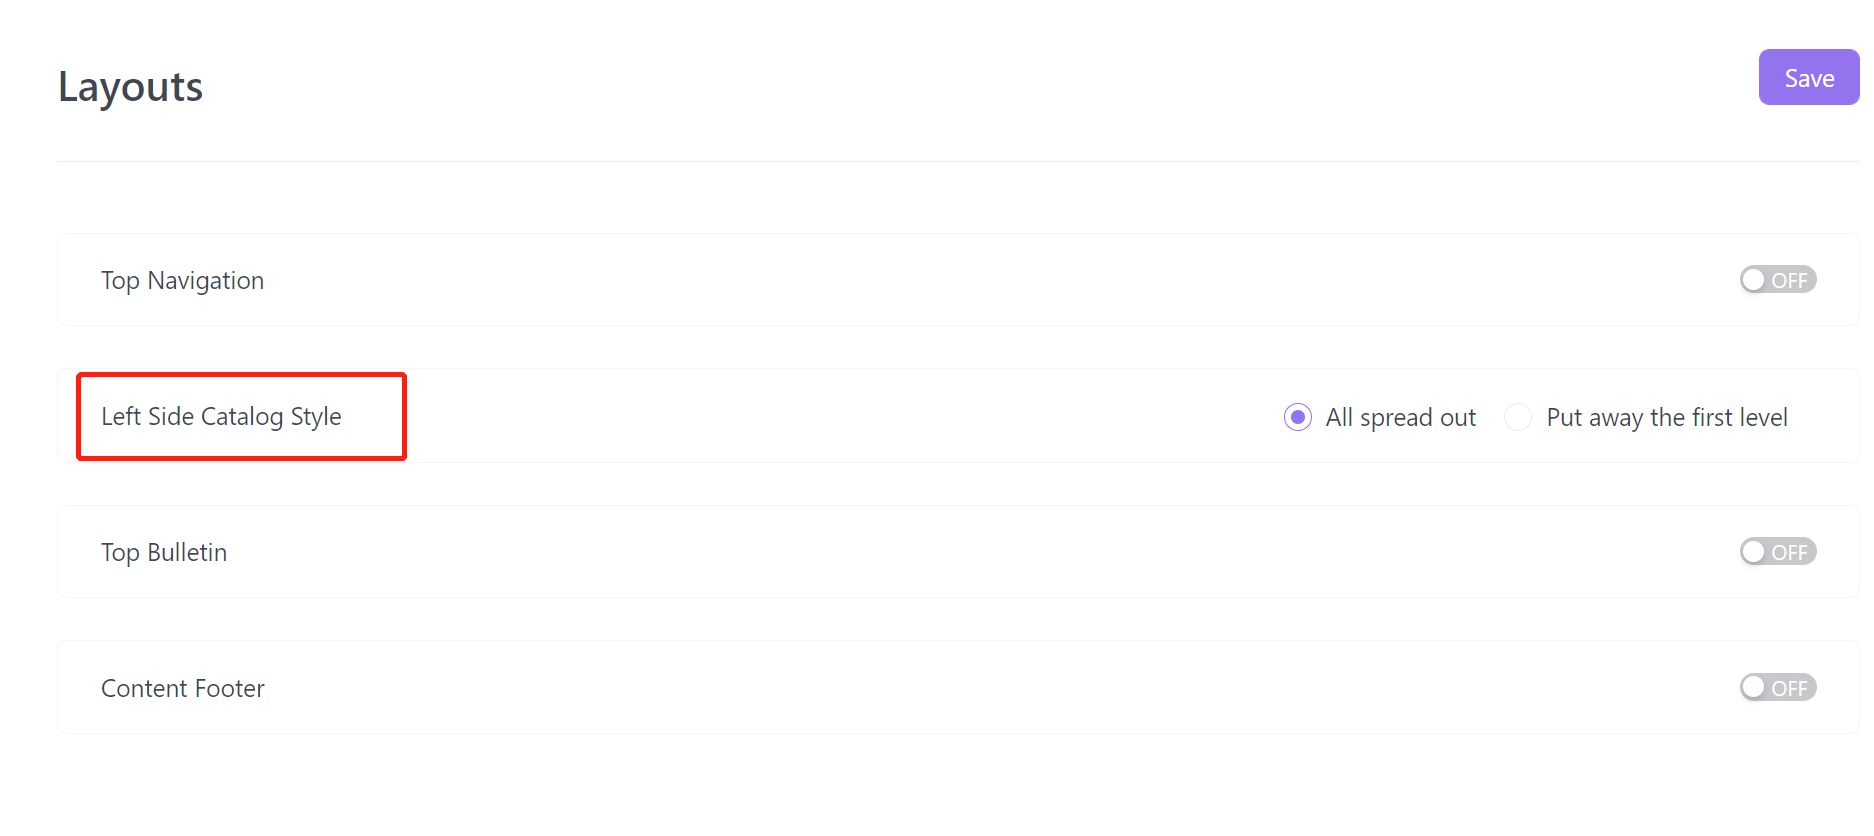 Layouts
Save
Top Navigation
OFF
Left Side Catalog Style
All spread out
Put away the first level
Top Bulletin
OFF
Content Footer
OFF